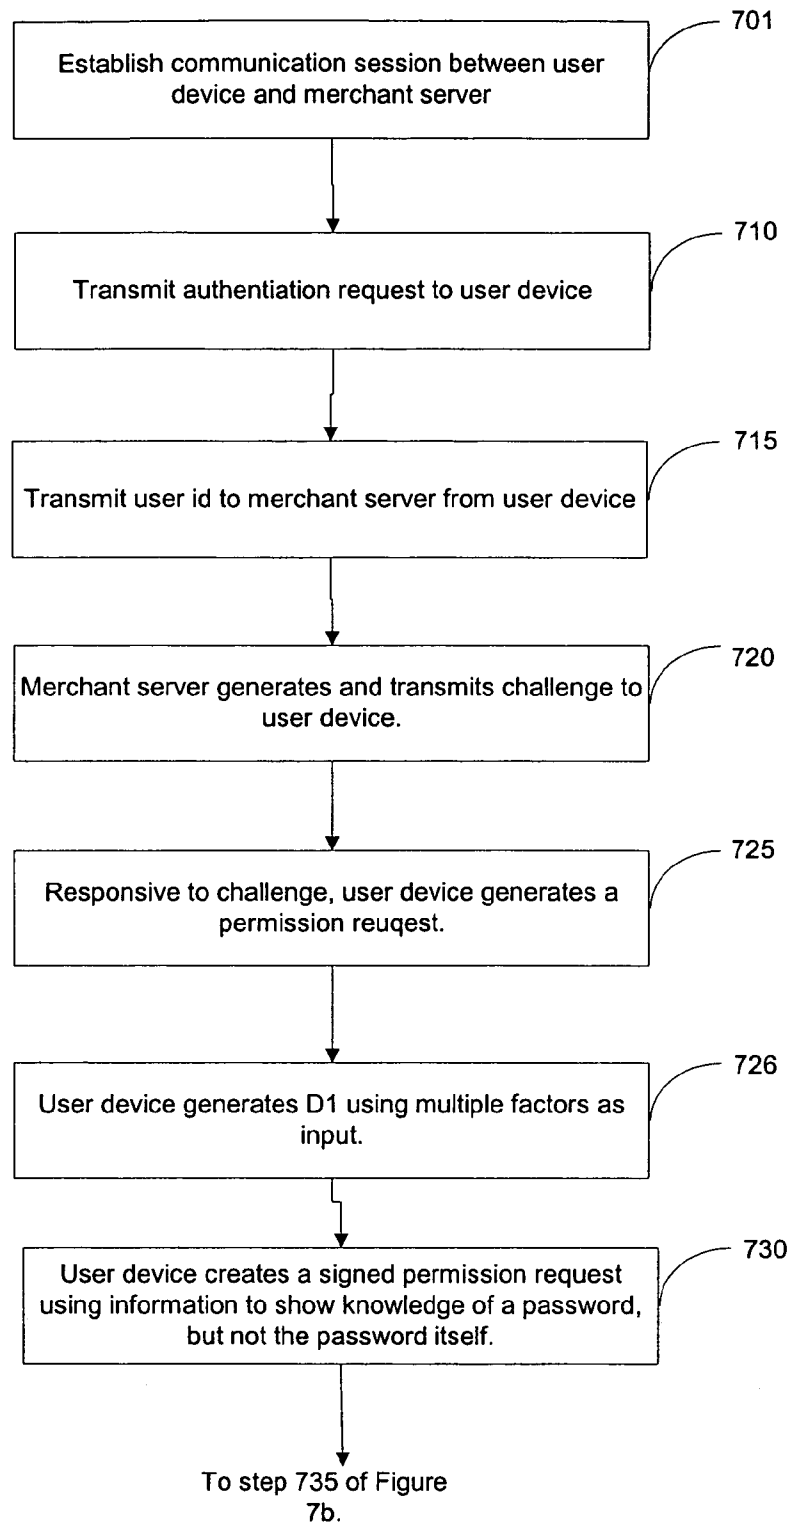 701
Establish communication session between user
device and merchant server
710
Transmit authentiation request to user device
715
Transmit user id to merchant server from user device
720
Merchant server generates and transmits challenge to
user device.
725
Responsive to challenge, user device generates a
permission reuqest.
726
User device generates D1 using multiple factors as
input.
730
User device creates a signed permission request
using information to show knowledge of a password,
but not the password itself.
To step 735 of Figure
7b.